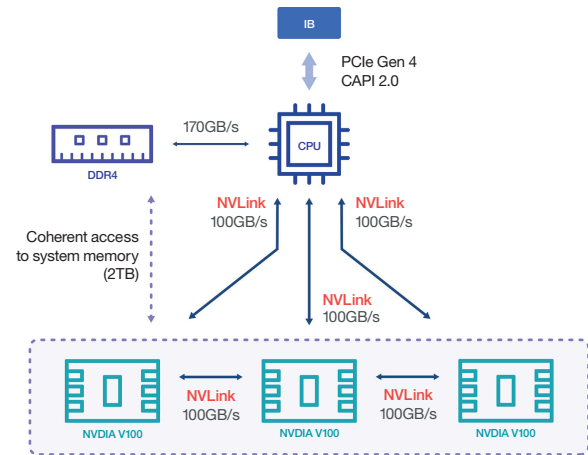 IB
PCIe Gen 4
CAPI 2.0
170GB/s
CPU
DDR4
NVLink
100GB/s
NVLink
100GB/s
Coherent access
to system memory
(2TB)
NVLink
100GB/s
NVLink
100GB/s
NVLink
100GB/s
NVDIA V100
NVDIA V100
NVDIA V100